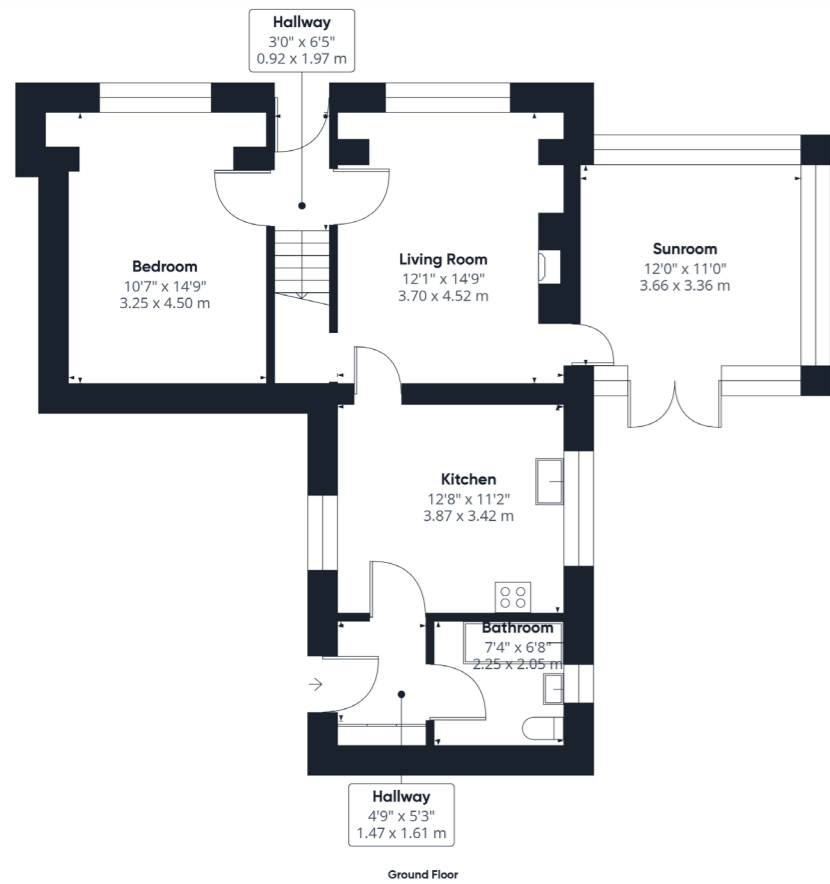 Hallway
3'0" x 6'5"
0.92 x 1.97 m
Bedroom
10'7" x 14'9"
3.25 x 4.50 m
Living Room
12'1" x 14'9"
3.70 x 4.52 m
Sunroom
12'0" x 11'0"
3.66 x 3.36 m
Kitchen
12'8" x 11'2"
3.87 x 3.42 m
Bathroom
7'4" x 6'8"
2.25 x 2.05 m
Hallway
4'9" x 5'3"
1.47 x 1.61 m
Ground Floor